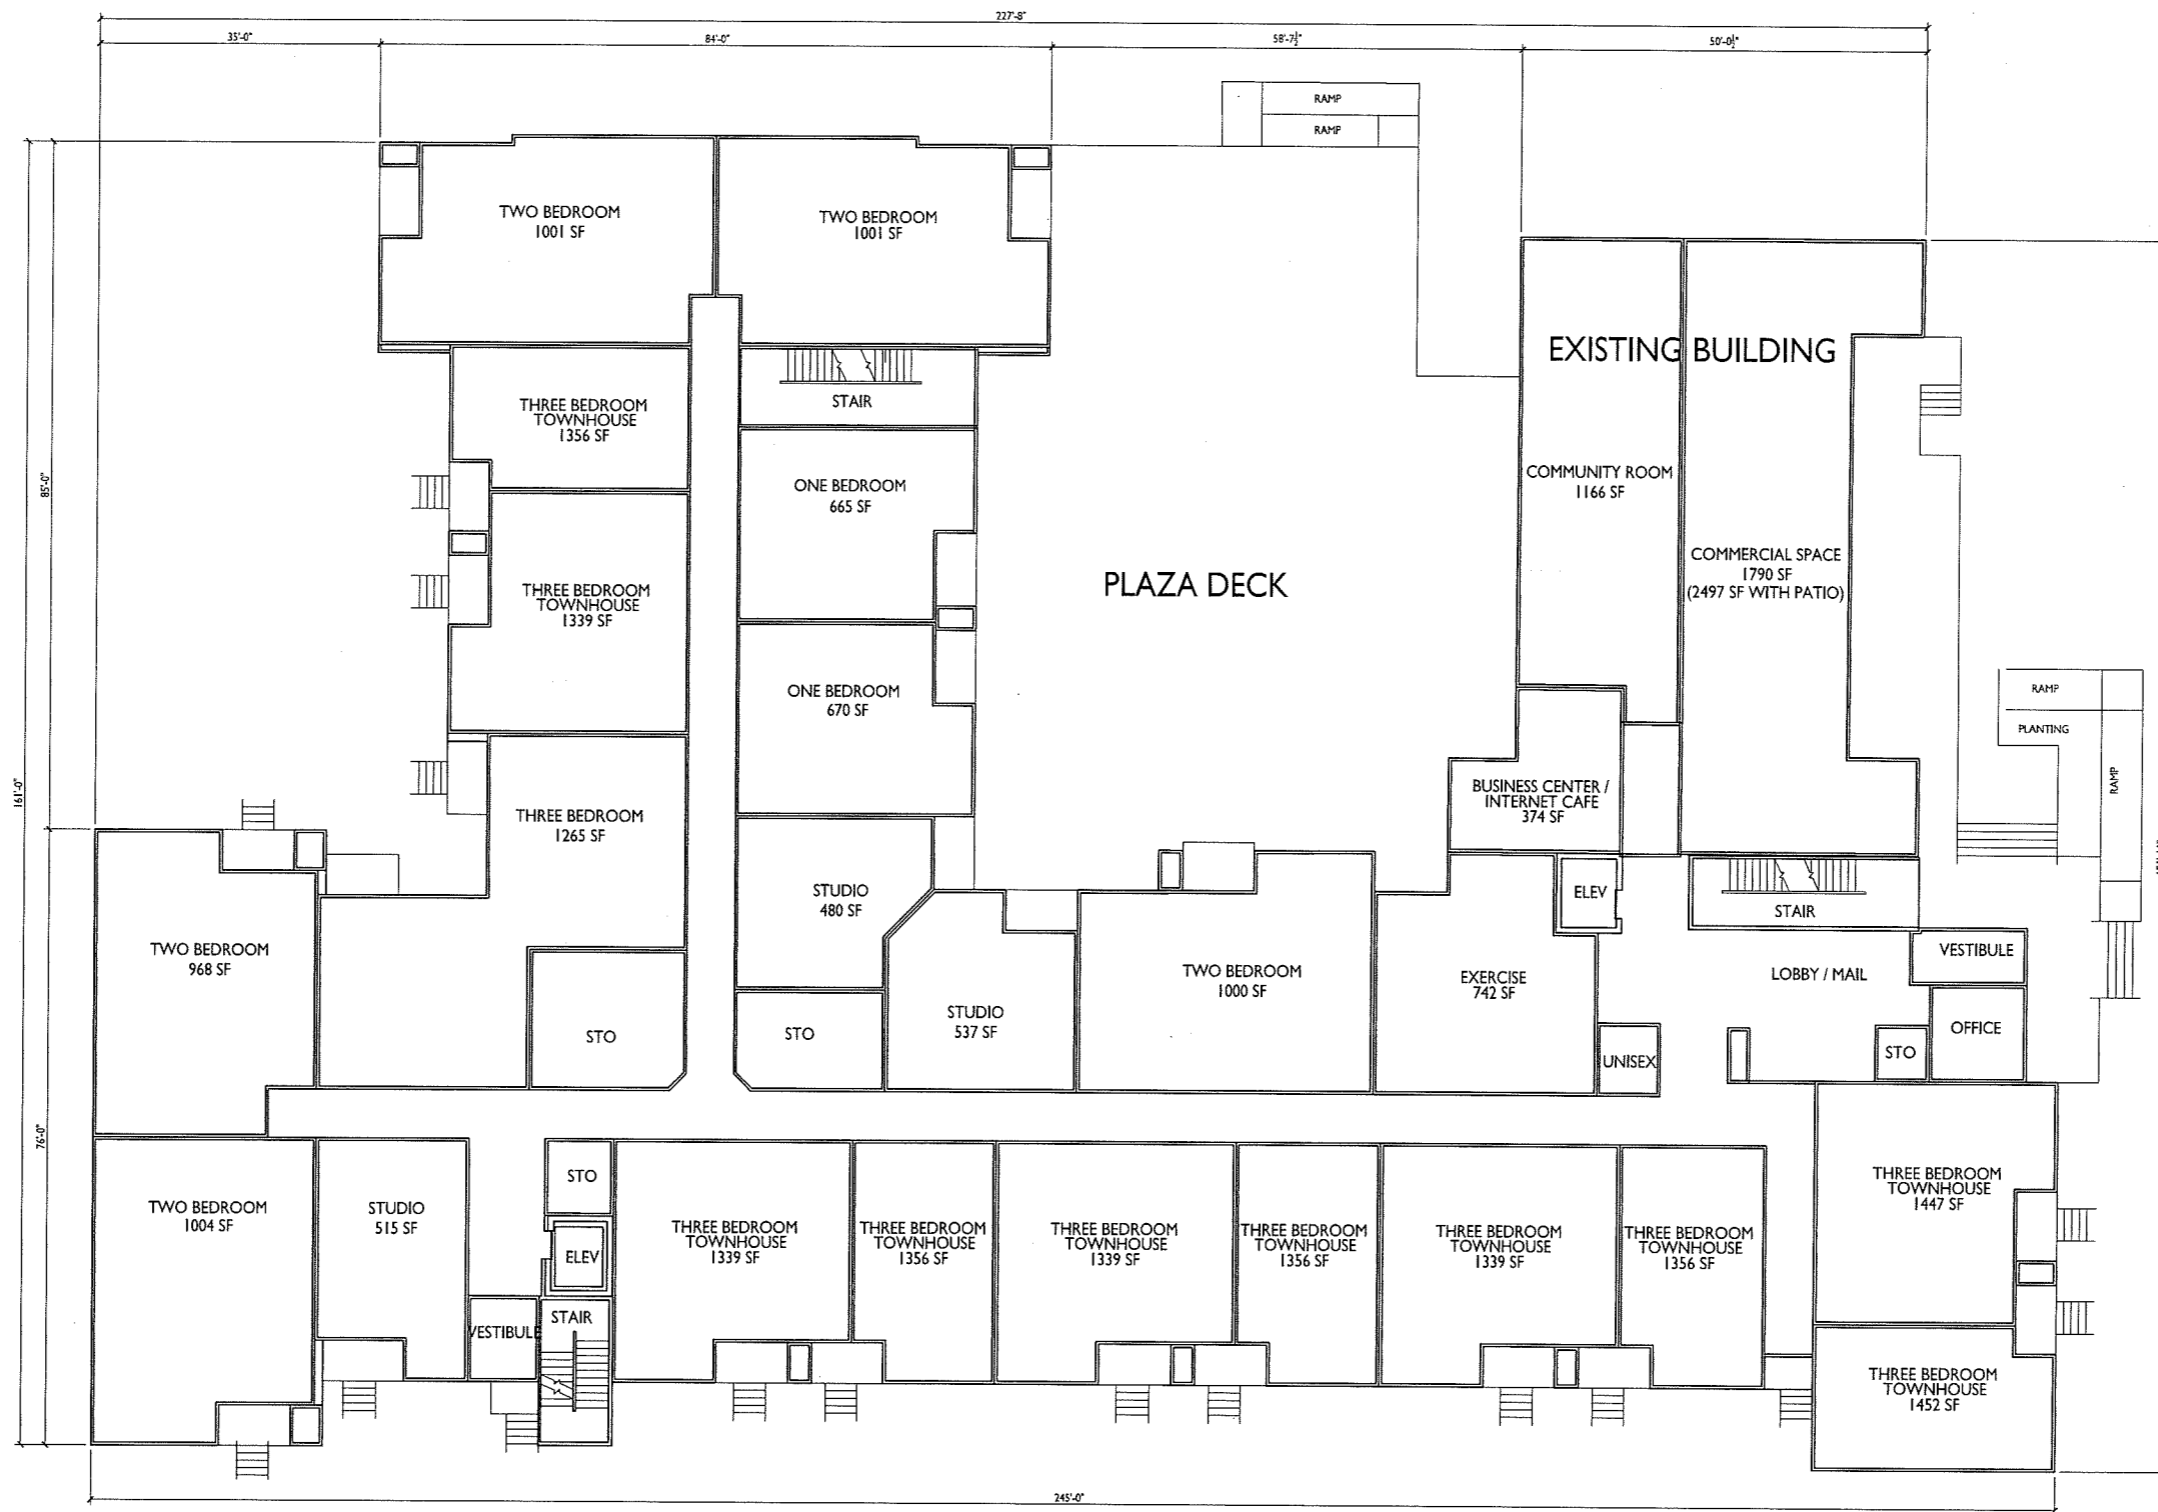 227'-8"
35'-0"
84'-0"
58'-7½"
50'-0½"
RAMP
RAMP
TWO BEDROOM
1001 SF
TWO BEDROOM
1001 SF
EXISTING BUILDING
THREE BEDROOM
TOWNHOUSE
1356 SF
STAIR
ONE BEDROOM
665 SF
COMMUNITY ROOM
1166 SF
85'-0"
COMMERCIAL SPACE
1790 SF
(2497 SF WITH PATIO)
PLAZA DECK
THREE BEDROOM
TOWNHOUSE
1339 SF
ONE BEDROOM
670 SF
RAMP
PLANTING
RAMP
161'-0"
BUSINESS CENTER /
INTERNET CAFE
374 SF
THREE BEDROOM
1265 SF
STUDIO
480 SF
ELEV
STAIR
TWO BEDROOM
968 SF
VESTIBULE
LOBBY / MAIL
TWO BEDROOM
1000 SF
EXERCISE
742 SF
STUDIO
537 SF
STO
STO
OFFICE
STO
UNISEX
76'-0"
TWO BEDROOM
1004 SF
STUDIO
515 SF
STO
ELEV
STAIR
VESTIBULE
THREE BEDROOM
TOWNHOUSE
1339 SF
THREE BEDROOM
TOWNHOUSE
1356 SF
THREE BEDROOM
TOWNHOUSE
1339 SF
THREE BEDROOM
TOWNHOUSE
1356 SF
THREE BEDROOM
TOWNHOUSE
1339 SF
THREE BEDROOM
TOWNHOUSE
1356 SF
THREE BEDROOM
TOWNHOUSE
1447 SF
THREE BEDROOM
TOWNHOUSE
1452 SF
245'-0"